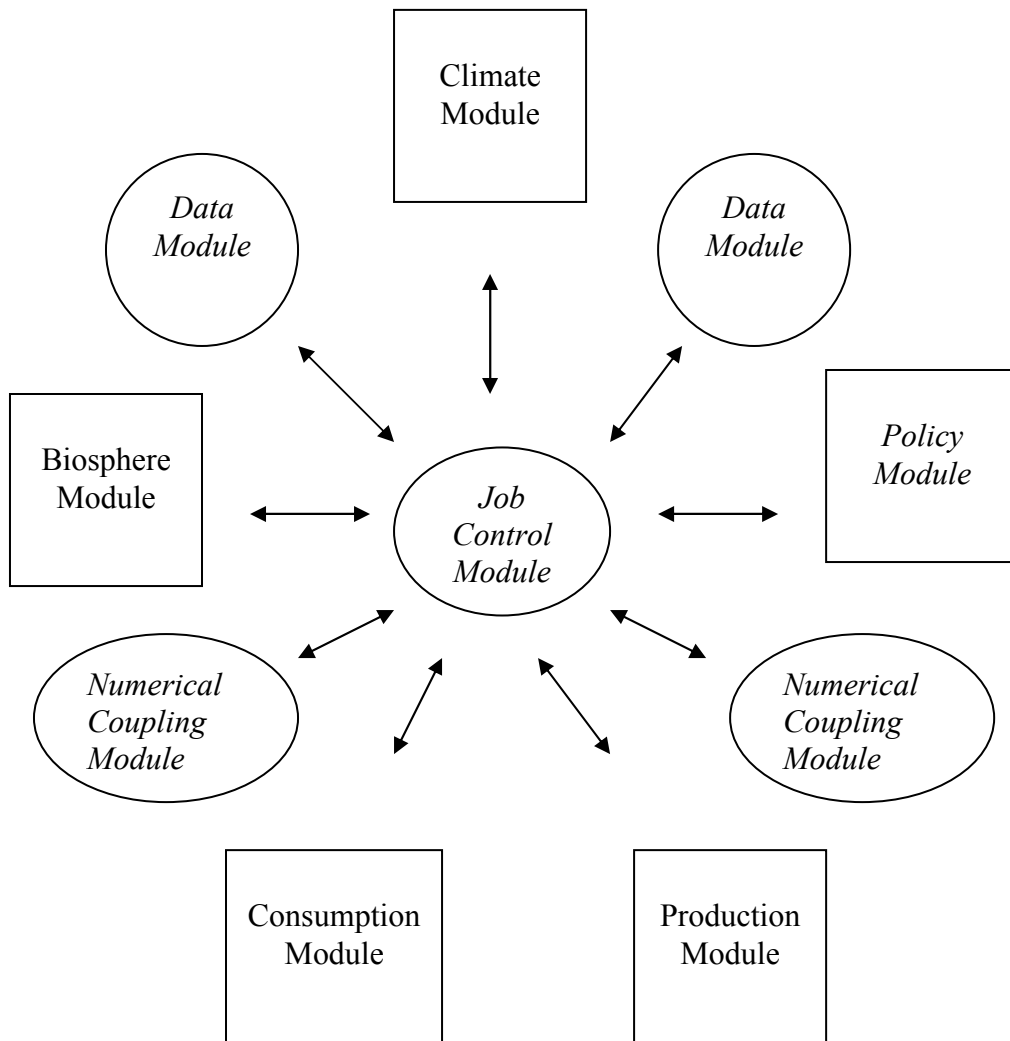 Climate
Module
Data
Module
Data
Module
Biosphere
Module
Job
Control
Module
Policy
Module
Numerical
Coupling
Module
Numerical
Coupling
Module
Consumption
Module
Production
Module